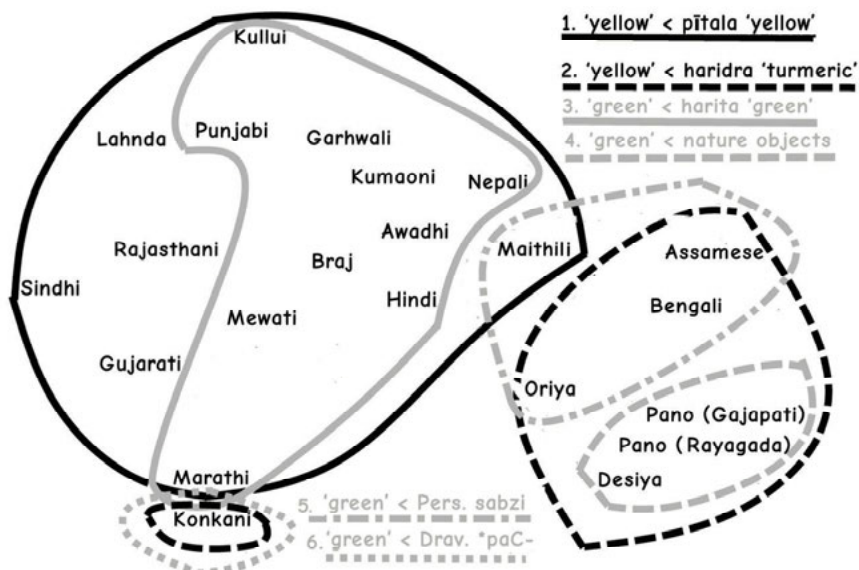 Kullui
1. 'yellow' < pītala 'yellow'
2. 'yellow' < haridra 'turmeric'
3. 'green' < harita 'green'
4. 'green' < nature objects
Lahnda
Punjabi
Garhwali
Kumaoni
Nepali
Awadhi
Maithili
Assamese
Rajasthani
Braj
Sindhi
Hindi
Bengali
Mewati
Gujarati
Oriya
Pano (Gajapati)
Pano (Rayagada)
Desiya
Marathi
Konkani
5. 'green' < Pers. sabzi
6. 'green' < Drav. *paC-